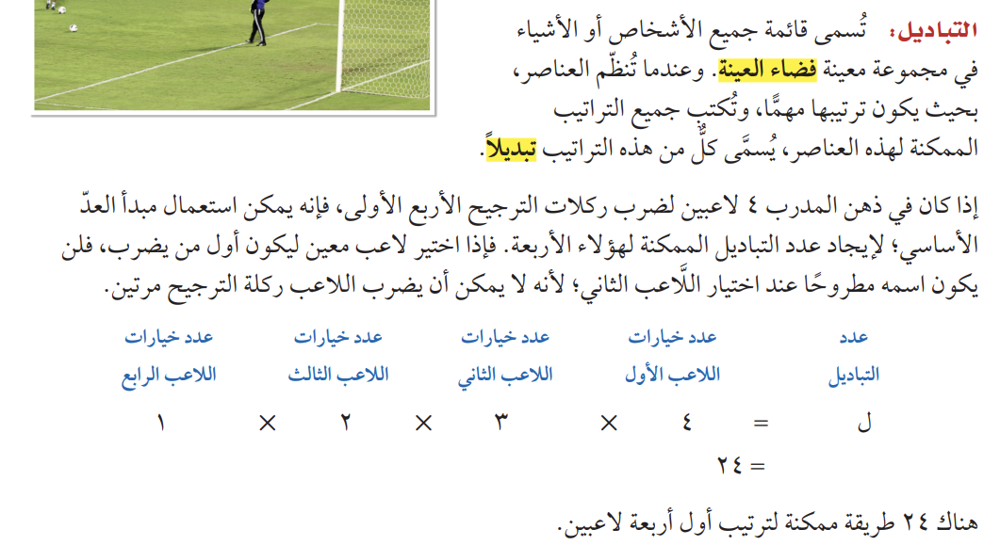 التباديل: تُسمى قائمة جميع الأشخاص أو الأشياء
في مجموعة معينة فضاء العينة. وعندما تُنظّم العناصر،
بحيث يكون ترتيبها مهمًّا، وتُكتب جميع التراتيب
الممكنة لهذه العناصر، يُسمَّى كلٌّ من هذه التراتيب تبديلاً.
إذا كان في ذهن المدرب ٤ لاعبين لضرب ركلات الترجيح الأربع الأولى، فإنه يمكن استعمال مبدأ العدّ
الأساسي؛ لإيجاد عدد التباديل الممكنة لهؤلاء الأربعة. فإذا اختير لاعب معين ليكون أول من يضرب، فلن
يكون اسمه مطروحًا عند اختيار اللَّاعب الثاني؛ لأنه لا يمكن أن يضرب اللاعب ركلة الترجيح مرتين.
عدد عدد خيارات عدد خيارات عدد خيارات عدد خيارات
التباديل اللاعب الأول اللاعب الثاني اللاعب الثالث اللاعب الرابع
ل = ٤ × ٣ × ٢ × ١
= ٢٤
هناك ٢٤ طريقة ممكنة لترتيب أول أربعة لاعبين.